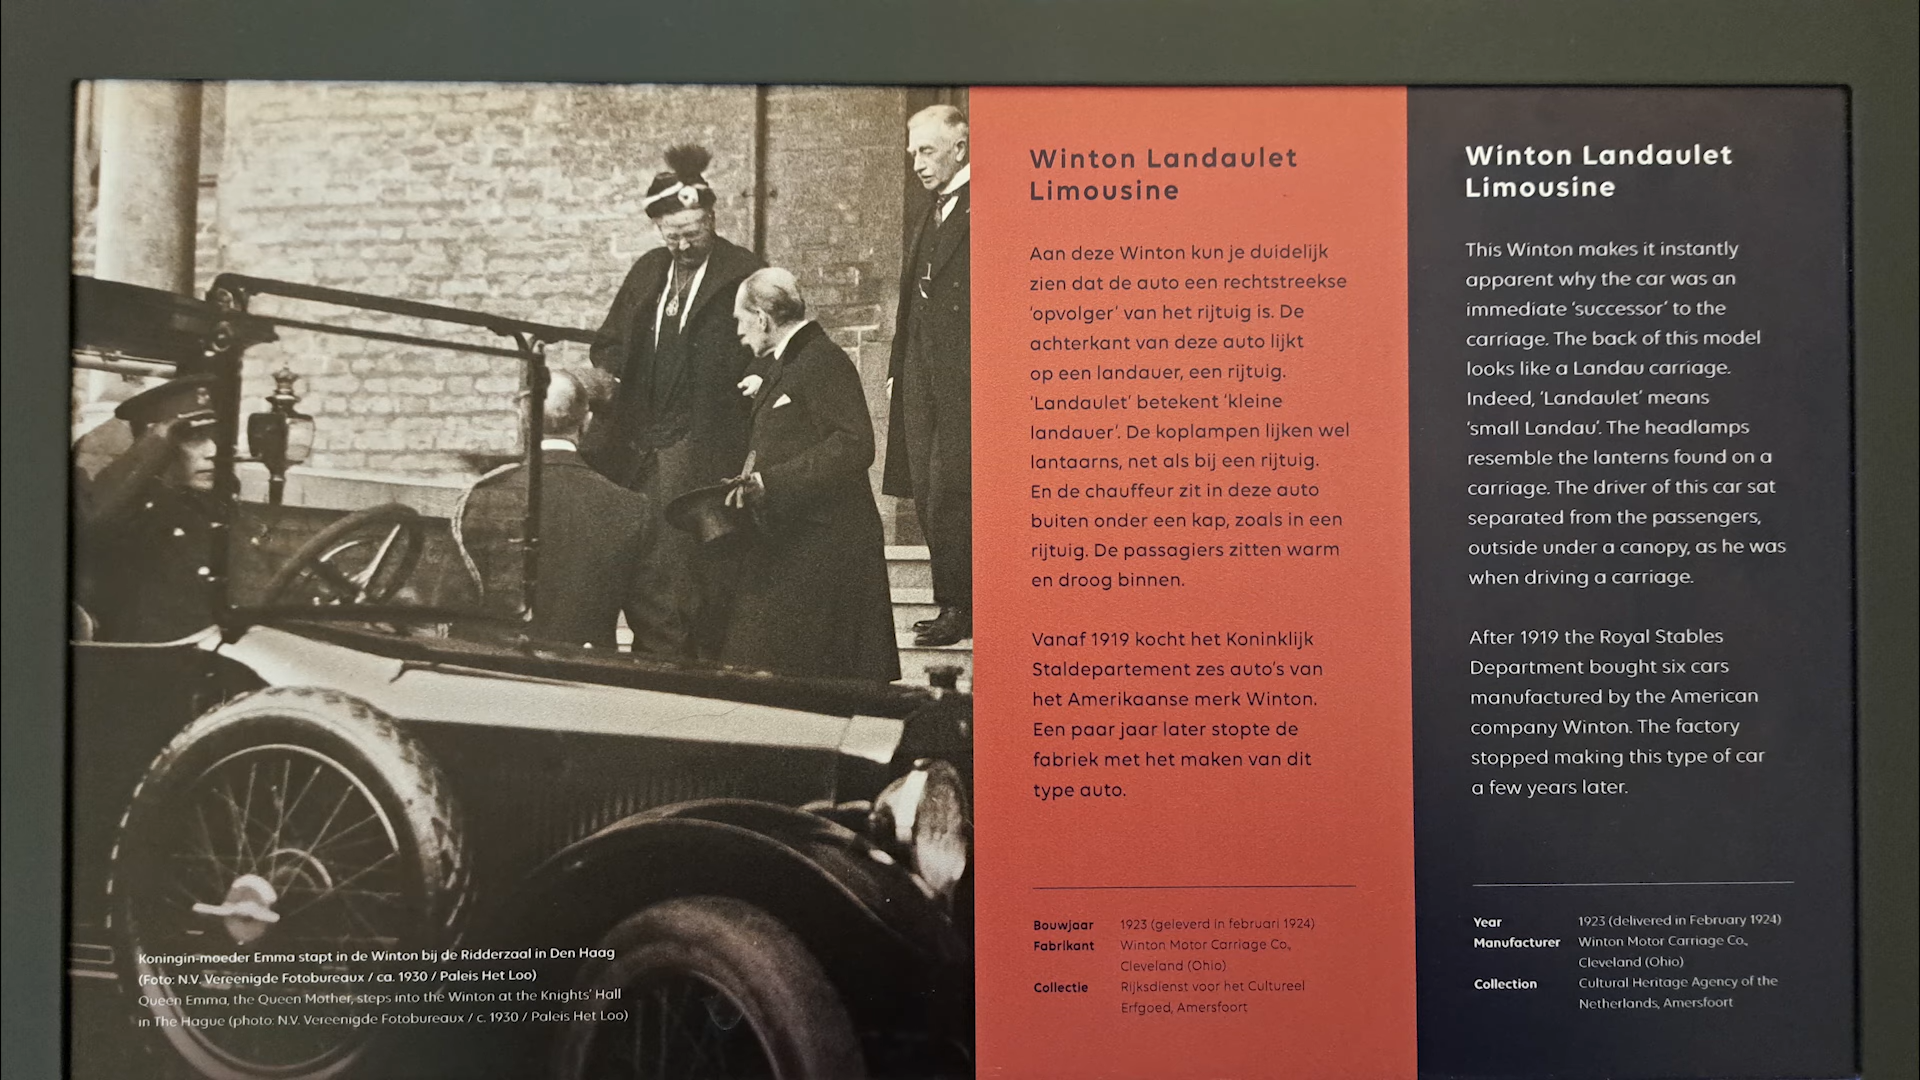 Koningin-moeder Emma stapt in de Winton bij de Ridderzaal in Den Haag
(Foto: N.V. Vereenigde Fotobureaux / ca. 1930 / Paleis Het Loo)
Queen Emma, the Queen Mother, steps into the Winton at the Knights' Hall
in The Hague (photo: N.V. Vereenigde Fotobureaux / c. 1930 / Paleis Het Loo)
Winton Landaulet
Limousine
Aan deze Winton kun je duidelijk
zien dat de auto een rechtstreekse
'opvolger' van het rijtuig is. De
achterkant van deze auto lijkt
op een landauer, een rijtuig.
'Landaulet' betekent 'kleine
landauer'. De koplampen lijken wel
lantaarns, net als bij een rijtuig.
En de chauffeur zit in deze auto
buiten onder een kap, zoals in een
rijtuig. De passagiers zitten warm
en droog binnen.
Vanaf 1919 kocht het Koninklijk
Staldepartement zes auto's van
het Amerikaanse merk Winton.
Een paar jaar later stopte de
fabriek met het maken van dit
type auto.
Bouwjaar 1923 (geleverd in februari 1924)
Fabrikant Winton Motor Carriage Co.,
Cleveland (Ohio)
Collectie Rijksdienst voor het Cultureel
Erfgoed, Amersfoort
Winton Landaulet
Limousine
This Winton makes it instantly
apparent why the car was an
immediate 'successor' to the
carriage. The back of this model
looks like a Landau carriage.
Indeed, 'Landaulet' means
'small Landau'. The headlamps
resemble the lanterns found on a
carriage. The driver of this car sat
separated from the passengers,
outside under a canopy, as he was
when driving a carriage.
After 1919 the Royal Stables
Department bought six cars
manufactured by the American
company Winton. The factory
stopped making this type of car
a few years later.
Year 1923 (delivered in February 1924)
Manufacturer Winton Motor Carriage Co.,
Cleveland (Ohio)
Collection Cultural Heritage Agency of the
Netherlands, Amersfoort